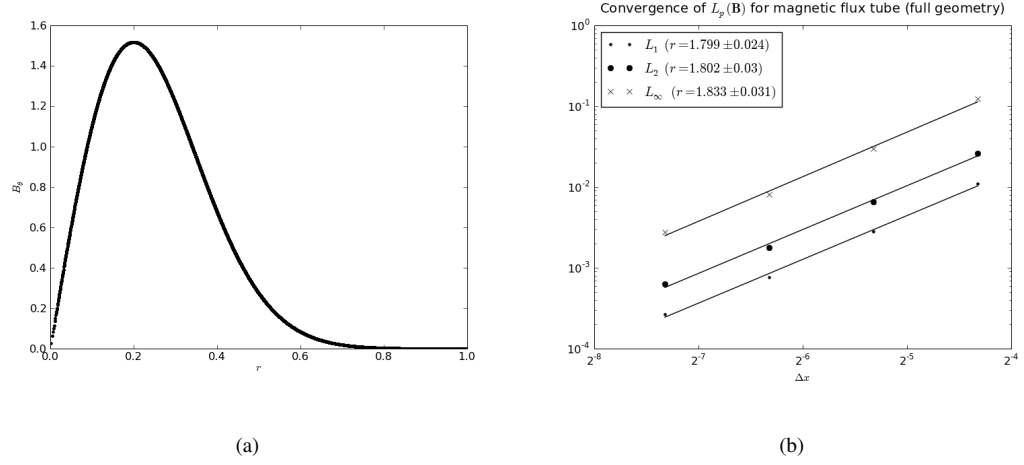 1.6
1.4
1.2
1.0
0.8
0.6
0.4
0.2
0.0
B_θ
0.0 0.2 0.4 0.6 0.8 1.0
r
(a)
Convergence of L_p(B) for magnetic flux tube (full geometry)
L_1 (r=1.799±0.024)
L_2 (r=1.802±0.03)
L_∞ (r=1.833±0.031)
10^0
10^-1
10^-2
10^-3
10^-4
2^-8 2^-7 2^-6 2^-5 2^-4
Δx
(b)